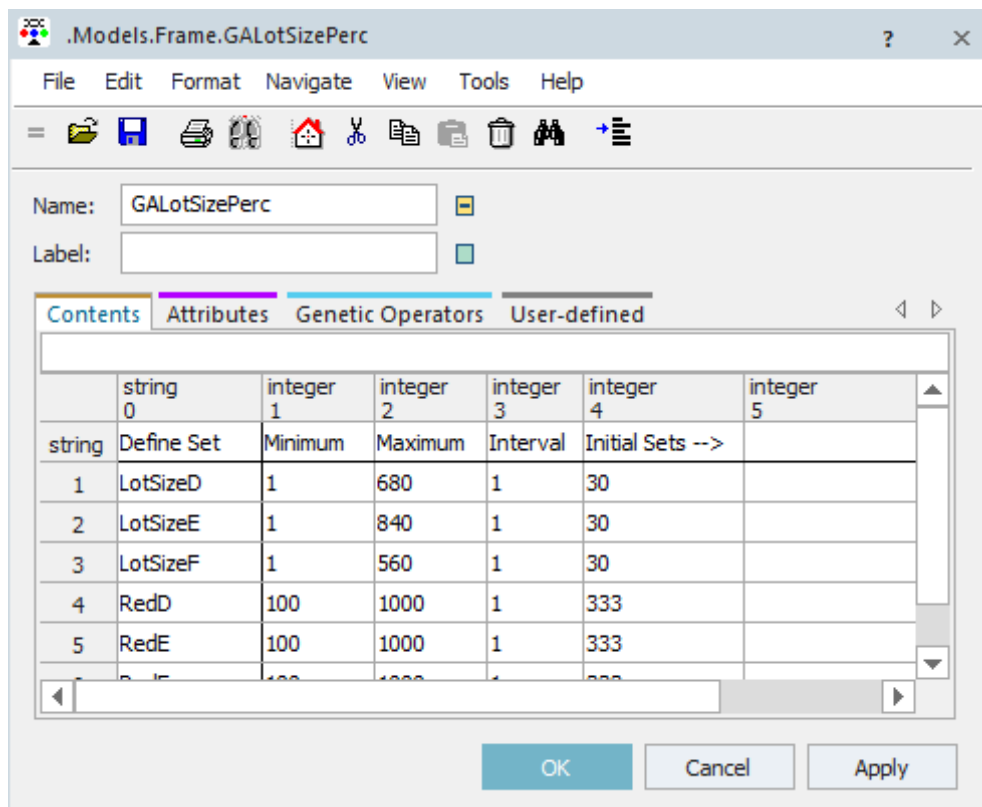 .Models.Frame.GALotSizePerc ? ×
File Edit Format Navigate View Tools Help
Name: GALotSizePerc
Label:
Contents Attributes Genetic Operators User-defined
string integer integer integer integer integer
0 1 2 3 4 5
string Define Set Minimum Maximum Interval Initial Sets -->
1 LotSizeD 1 680 1 30
2 LotSizeE 1 840 1 30
3 LotSizeF 1 560 1 30
4 RedD 100 1000 1 333
5 RedE 100 1000 1 333
OK Cancel Apply